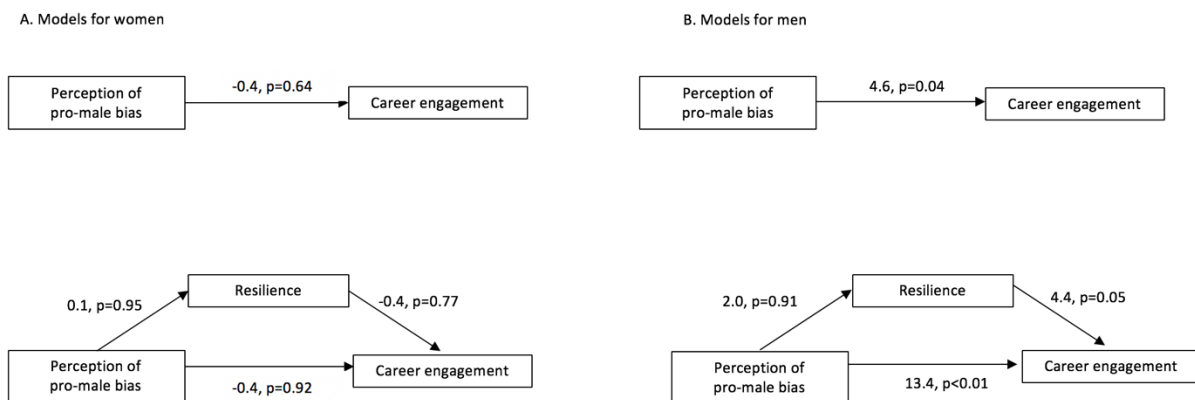 A. Models for women
B. Models for men
Perception of
pro-male bias
-0.4, p=0.64
Career engagement
Perception of
pro-male bias
4.6, p=0.04
Career engagement
Resilience
0.1, p=0.95
-0.4, p=0.77
Perception of
pro-male bias
-0.4, p=0.92
Career engagement
Resilience
2.0, p=0.91
4.4, p=0.05
Perception of
pro-male bias
13.4, p<0.01
Career engagement